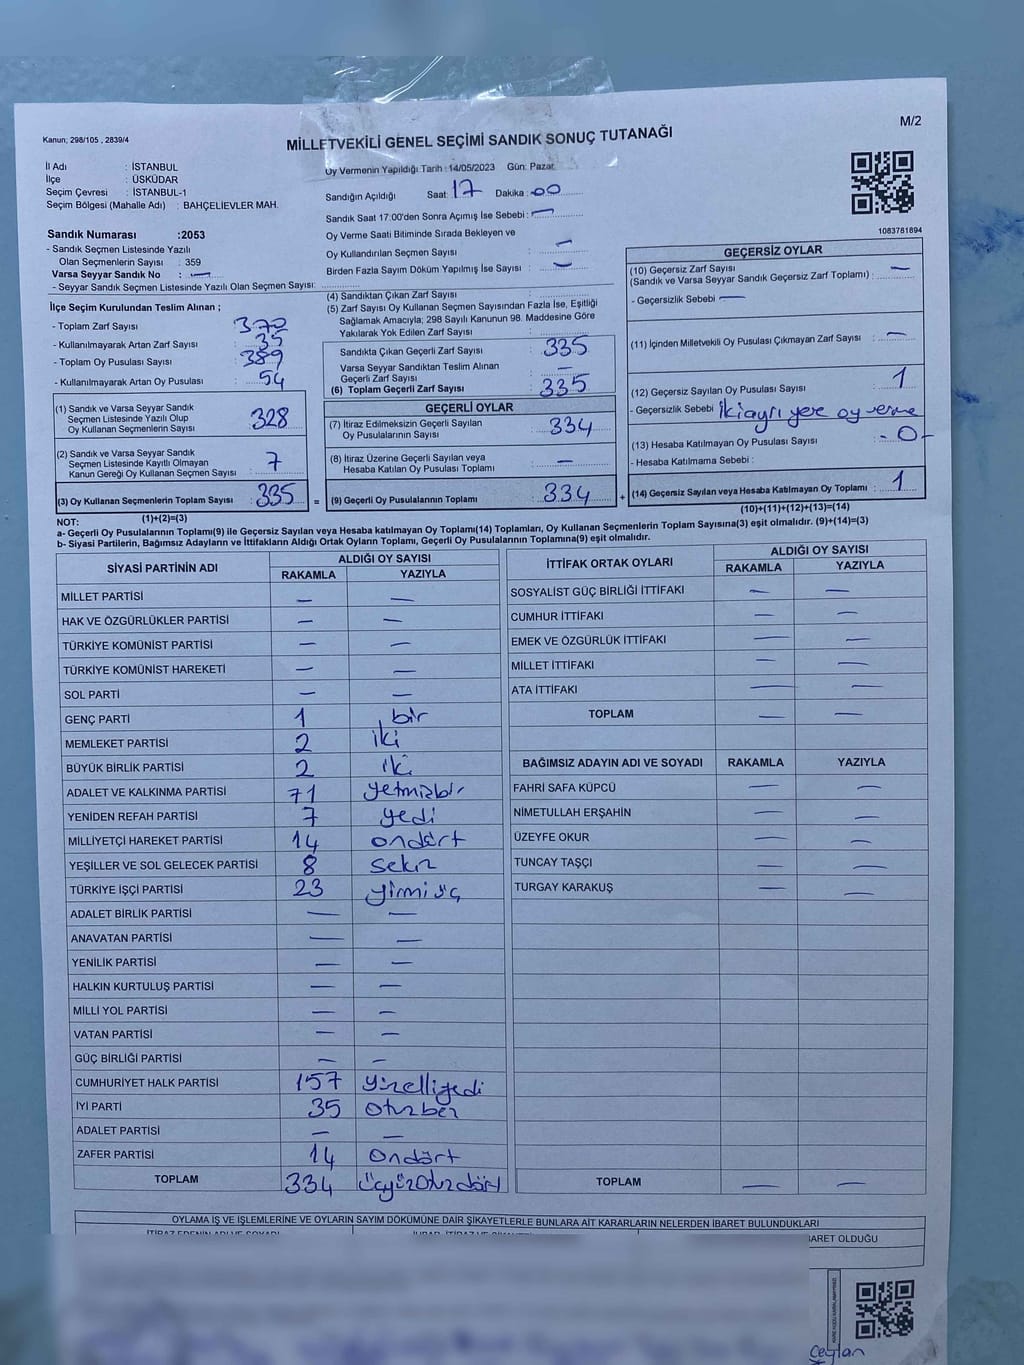 M/2
Kanun; 298/105 , 2839/4
MİLLETVEKİLİ GENEL SEÇİMİ SANDIK SONUÇ TUTANAĞI
İl Adı : İSTANBUL
İlçe : ÜSKÜDAR
Seçim Çevresi : İSTANBUL-1
Seçim Bölgesi (Mahalle Adı) : BAHÇELİEVLER MAH.
Oy Vermenin Yapıldığı Tarih : 14/05/2023 Gün: Pazar
Sandığın Açıldığı Saat: 17 Dakika : 00
Sandık Saat 17:00'den Sonra Açımış İse Sebebi : —
Oy Verme Saati Bitiminde Sırada Bekleyen ve
Oy Kullandırılan Seçmen Sayısı : —
Birden Fazla Sayım Döküm Yapılmış İse Sayısı : —
1083781894
Sandık Numarası :2053
- Sandık Seçmen Listesinde Yazılı
Olan Seçmenlerin Sayısı : 359
Varsa Seyyar Sandık No : —
- Seyyar Sandık Seçmen Listesinde Yazılı Olan Seçmen Sayısı:
İlçe Seçim Kurulundan Teslim Alınan ;
- Toplam Zarf Sayısı : 370
- Kullanılmayarak Artan Zarf Sayısı : 35
- Toplam Oy Pusulası Sayısı : 389
- Kullanılmayarak Artan Oy Pusulası : 54
(1) Sandık ve Varsa Seyyar Sandık
Seçmen Listesinde Yazılı Olup
Oy Kullanan Seçmenlerin Sayısı : 328
(2) Sandık ve Varsa Seyyar Sandık
Seçmen Listesinde Kayıtlı Olmayan
Kanun Gereği Oy Kullanan Seçmen Sayısı : 7
(3) Oy Kullanan Seçmenlerin Toplam Sayısı : 335
(1)+(2)=(3)
(4) Sandıktan Çıkan Zarf Sayısı :
(5) Zarf Sayısı Oy Kullanan Seçmen Sayısından Fazla İse, Eşitliği
Sağlamak Amacıyla; 298 Sayılı Kanunun 98. Maddesine Göre
Yakılarak Yok Edilen Zarf Sayısı :
Sandıkta Çıkan Geçerli Zarf Sayısı : 335
Varsa Seyyar Sandıktan Teslim Alınan
Geçerli Zarf Sayısı : —
(6) Toplam Geçerli Zarf Sayısı : 335
GEÇERLİ OYLAR
(7) İtiraz Edilmeksizin Geçerli Sayılan
Oy Pusulalarının Sayısı : 334
(8) İtiraz Üzerine Geçerli Sayılan veya
Hesaba Katılan Oy Pusulası Toplamı : —
= (9) Geçerli Oy Pusulalarının Toplamı : 334
GEÇERSİZ OYLAR
(10) Geçersiz Zarf Sayısı
(Sandık ve Varsa Seyyar Sandık Geçersiz Zarf Toplamı) : —
- Geçersizlik Sebebi —
(11) İçinden Milletvekili Oy Pusulası Çıkmayan Zarf Sayısı : —
(12) Geçersiz Sayılan Oy Pusulası Sayısı : 1
- Geçersizlik Sebebi : iki ayrı yere oy verme
(13) Hesaba Katılmayan Oy Pusulası Sayısı : -0-
- Hesaba Katılmama Sebebi :
+ (14) Geçersiz Sayılan veya Hesaba Katılmayan Oy Toplamı : 1
(10)+(11)+(12)+(13)=(14)
NOT:
a- Geçerli Oy Pusulalarının Toplamı(9) ile Geçersiz Sayılan veya Hesaba katılmayan Oy Toplamı(14) Toplamları, Oy Kullanan Seçmenlerin Toplam Sayısına(3) eşit olmalıdır. (9)+(14)=(3)
b- Siyasi Partilerin, Bağımsız Adayların ve İttifakların Aldığı Ortak Oyların Toplamı, Geçerli Oy Pusulalarının Toplamına(9) eşit olmalıdır.
SİYASİ PARTİNİN ADI ALDIĞI OY SAYISI
RAKAMLA YAZIYLA
MİLLET PARTİSİ — —
HAK VE ÖZGÜRLÜKLER PARTİSİ — —
TÜRKİYE KOMÜNİST PARTİSİ — —
TÜRKİYE KOMÜNİST HAREKETİ — —
SOL PARTİ — —
GENÇ PARTİ 1 bir
MEMLEKET PARTİSİ 2 iki
BÜYÜK BİRLİK PARTİSİ 2 iki
ADALET VE KALKINMA PARTİSİ 71 yetmişbir
YENİDEN REFAH PARTİSİ 7 yedi
MİLLİYETÇİ HAREKET PARTİSİ 14 ondört
YEŞİLLER VE SOL GELECEK PARTİSİ 8 sekiz
TÜRKİYE İŞÇİ PARTİSİ 23 yirmiüç
ADALET BİRLİK PARTİSİ — —
ANAVATAN PARTİSİ — —
YENİLİK PARTİSİ — —
HALKIN KURTULUŞ PARTİSİ — —
MİLLİ YOL PARTİSİ — —
VATAN PARTİSİ — —
GÜÇ BİRLİĞİ PARTİSİ — —
CUMHURİYET HALK PARTİSİ 157 yüzelliyedi
İYİ PARTİ 35 otuzbeş
ADALET PARTİSİ — —
ZAFER PARTİSİ 14 ondört
TOPLAM 334 üçyüzotuzdört
İTTİFAK ORTAK OYLARI ALDIĞI OY SAYISI
RAKAMLA YAZIYLA
SOSYALİST GÜÇ BİRLİĞİ İTTİFAKI — —
CUMHUR İTTİFAKI — —
EMEK VE ÖZGÜRLÜK İTTİFAKI — —
MİLLET İTTİFAKI — —
ATA İTTİFAKI — —
TOPLAM — —
BAĞIMSIZ ADAYIN ADI VE SOYADI RAKAMLA YAZIYLA
FAHRİ SAFA KÜPCÜ — —
NİMETULLAH ERŞAHİN — —
ÜZEYFE OKUR — —
TUNCAY TAŞÇI — —
TURGAY KARAKUŞ — —
TOPLAM — —
OYLAMA İŞ VE İŞLEMLERİNE VE OYLARIN SAYIM DÖKÜMÜNE DAİR ŞİKAYETLERLE BUNLARA AİT KARARLARIN NELERDEN İBARET BULUNDUKLARI
İTİRAZ EDENİN ADI VE SOYADI
BARET OLDUĞU
Ceylan